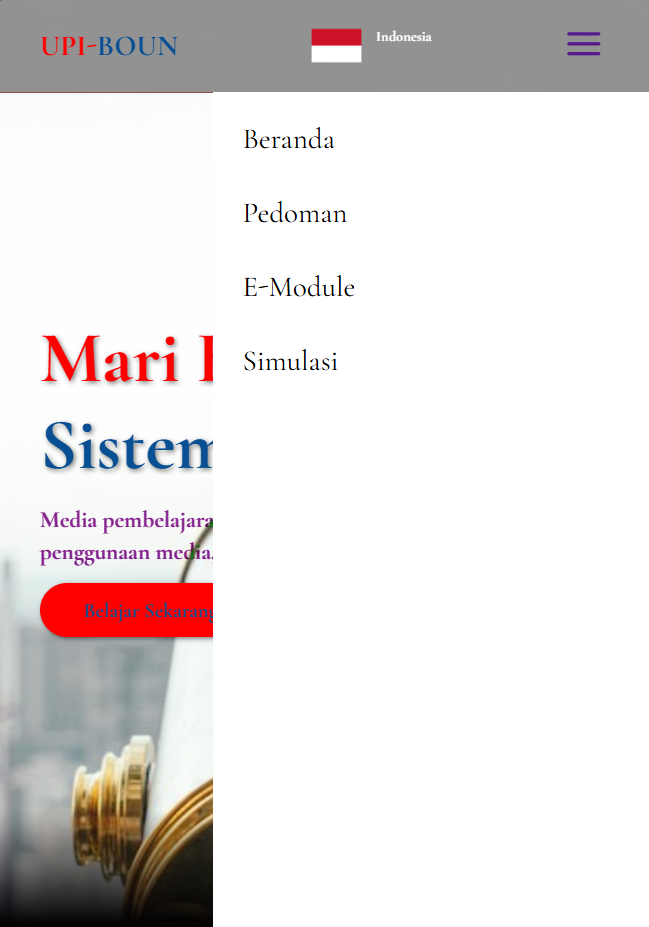 UPI-BOUN
Indonesia
Beranda
Pedoman
E-Module
Simulasi
Mari
Sistem
Media pembelajara
penggunaan media
Belajar Sekarang